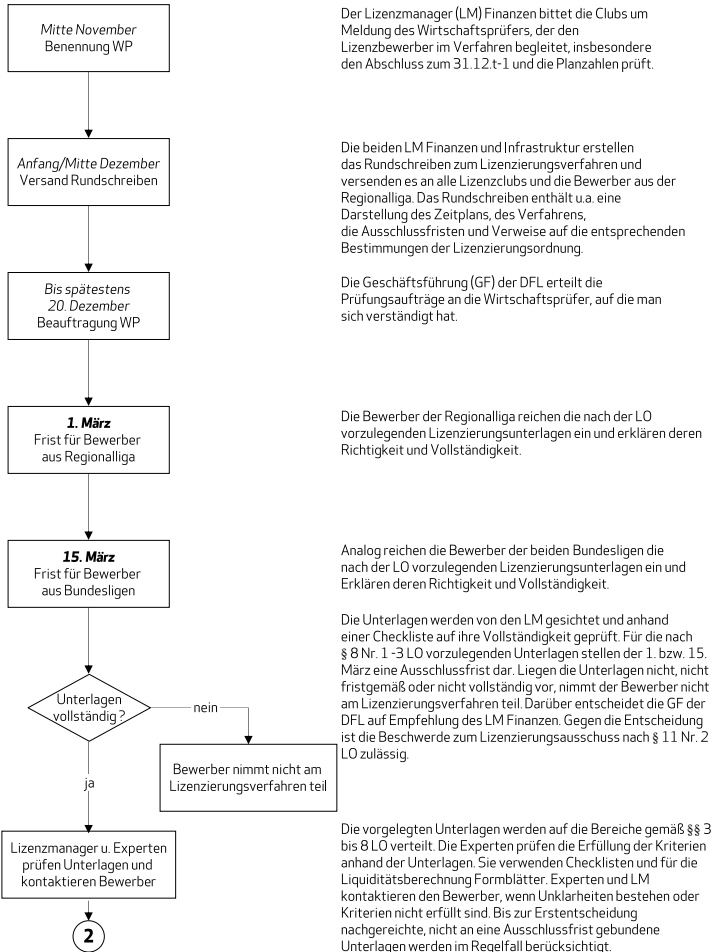 Mitte November
Benennung WP
Der Lizenzmanager (LM) Finanzen bittet die Clubs um
Meldung des Wirtschaftsprüfers, der den
Lizenzbewerber im Verfahren begleitet, insbesondere
den Abschluss zum 31.12.t-1 und die Planzahlen prüft.
Anfang/Mitte Dezember
Versand Rundschreiben
Die beiden LM Finanzen und Infrastruktur erstellen
das Rundschreiben zum Lizenzierungsverfahren und
versenden es an alle Lizenzclubs und die Bewerber aus der
Regionalliga. Das Rundschreiben enthält u.a. eine
Darstellung des Zeitplans, des Verfahrens,
die Ausschlussfristen und Verweise auf die entsprechenden
Bestimmungen der Lizenzierungsordnung.
Bis spätestens
20. Dezember
Beauftragung WP
Die Geschäftsführung (GF) der DFL erteilt die
Prüfungsaufträge an die Wirtschaftsprüfer, auf die man
sich verständigt hat.
1. März
Frist für Bewerber
aus Regionalliga
Die Bewerber der Regionalliga reichen die nach der LO
vorzulegenden Lizenzierungsunterlagen ein und erklären deren
Richtigkeit und Vollständigkeit.
15. März
Frist für Bewerber
aus Bundesligen
Analog reichen die Bewerber der beiden Bundesligen die
nach der LO vorzulegenden Lizenzierungsunterlagen ein und
Erklären deren Richtigkeit und Vollständigkeit.
Die Unterlagen werden von den LM gesichtet und anhand
einer Checkliste auf ihre Vollständigkeit geprüft. Für die nach
§ 8 Nr. 1 -3 LO vorzulegenden Unterlagen stellen der 1. bzw. 15.
März eine Ausschlussfrist dar. Liegen die Unterlagen nicht, nicht
fristgemäß oder nicht vollständig vor, nimmt der Bewerber nicht
am Lizenzierungsverfahren teil. Darüber entscheidet die GF der
DFL auf Empfehlung des LM Finanzen. Gegen die Entscheidung
ist die Beschwerde zum Lizenzierungsausschuss nach § 11 Nr. 2
LO zulässig.
Unterlagen
vollständig?
nein
Bewerber nimmt nicht am
Lizenzierungsverfahren teil
ja
Lizenzmanager u. Experten
prüfen Unterlagen und
kontaktieren Bewerber
Die vorgelegten Unterlagen werden auf die Bereiche gemäß §§ 3
bis 8 LO verteilt. Die Experten prüfen die Erfüllung der Kriterien
anhand der Unterlagen. Sie verwenden Checklisten und für die
Liquiditätsberechnung Formblätter. Experten und LM
kontaktieren den Bewerber, wenn Unklarheiten bestehen oder
Kriterien nicht erfüllt sind. Bis zur Erstentscheidung
nachgereichte, nicht an eine Ausschlussfrist gebundene
Unterlagen werden im Regelfall berücksichtigt.
2